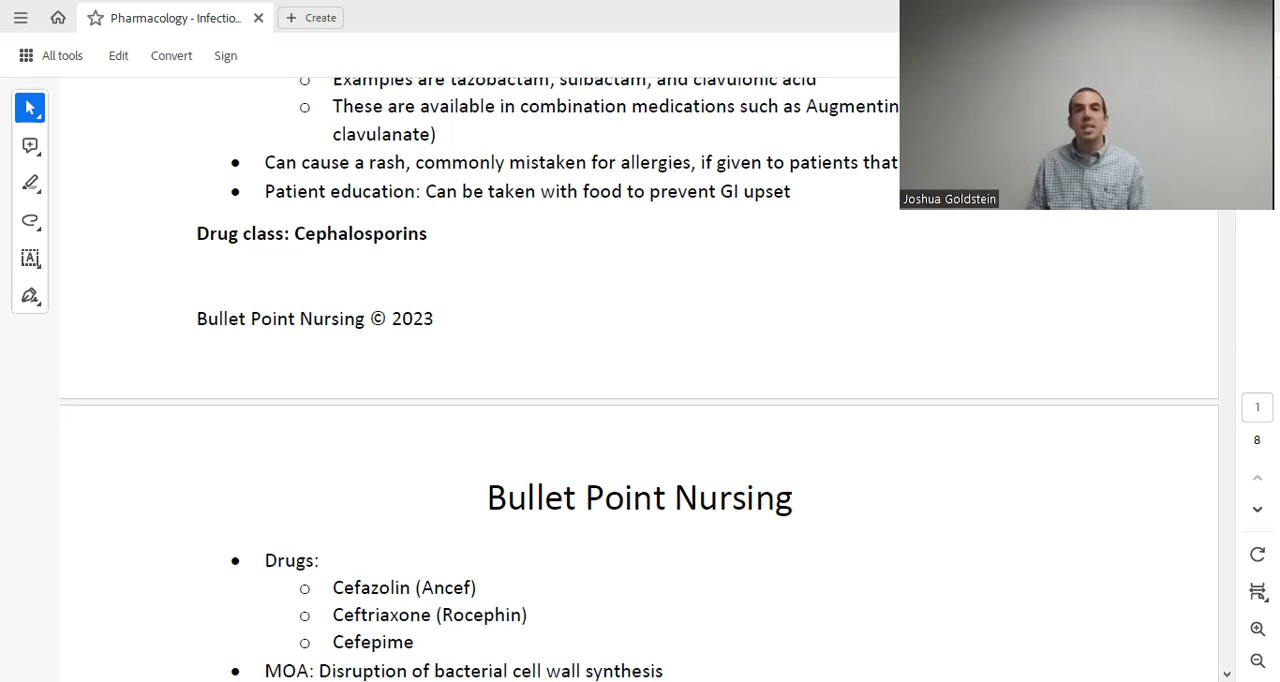 Pharmacology - Infectio...
Create
All tools
Edit
Convert
Sign
Examples are tazobactam, sulbactam, and clavulonic acid
These are available in combination medications such as Augmentin
clavulanate)
Can cause a rash, commonly mistaken for allergies, if given to patients that
Patient education: Can be taken with food to prevent GI upset
Joshua Goldstein
Drug class: Cephalosporins
Bullet Point Nursing © 2023
1
8
Bullet Point Nursing
Drugs:
Cefazolin (Ancef)
Ceftriaxone (Rocephin)
Cefepime
MOA: Disruption of bacterial cell wall synthesis